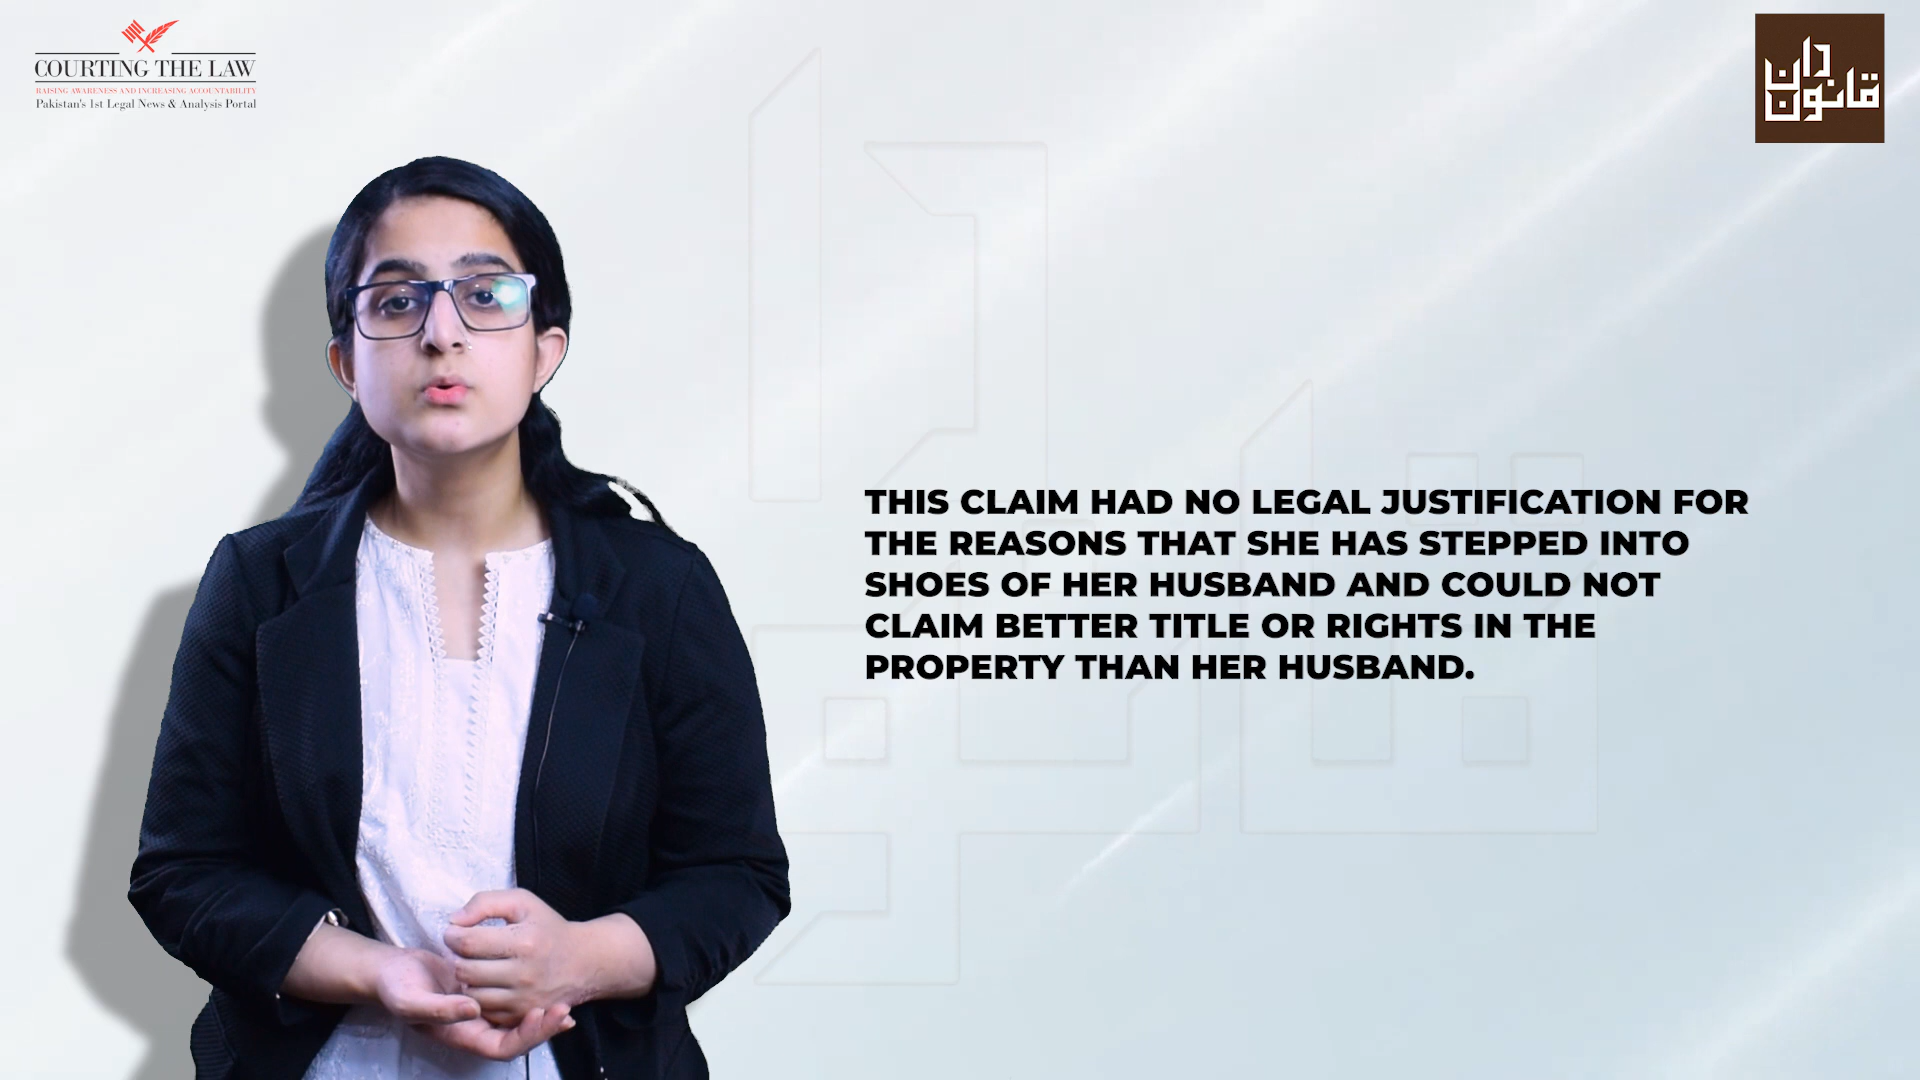 COURTING THE LAW
RAISING AWARENESS AND INCREASING ACCOUNTABILITY
Pakistan's 1st Legal News & Analysis Portal
قانون دان
THIS CLAIM HAD NO LEGAL JUSTIFICATION FOR
THE REASONS THAT SHE HAS STEPPED INTO
SHOES OF HER HUSBAND AND COULD NOT
CLAIM BETTER TITLE OR RIGHTS IN THE
PROPERTY THAN HER HUSBAND.